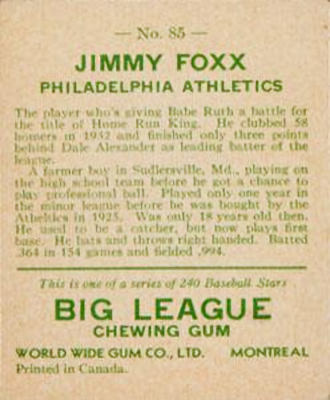 — No. 85 —
JIMMY FOXX
PHILADELPHIA ATHLETICS
The player who's giving Babe Ruth a battle for
the title of Home Run King. He clubbed 58
homers in 1932 and finished only three points
behind Dale Alexander as leading batter of the
league.
A farmer boy in Sudlersville, Md., playing on
the high school team before he got a chance to
play professional ball. Played only one year in
the minor league before he was bought by the
Atheltics in 1925. Was only 18 years old then.
He used to be a catcher, but now plays first
base. He bats and throws right handed. Batted
.364 in 154 games and fielded .994.
This is one of a series of 240 Baseball Stars
BIG LEAGUE
CHEWING GUM
WORLD WIDE GUM CO., LTD. MONTREAL
Printed in Canada.